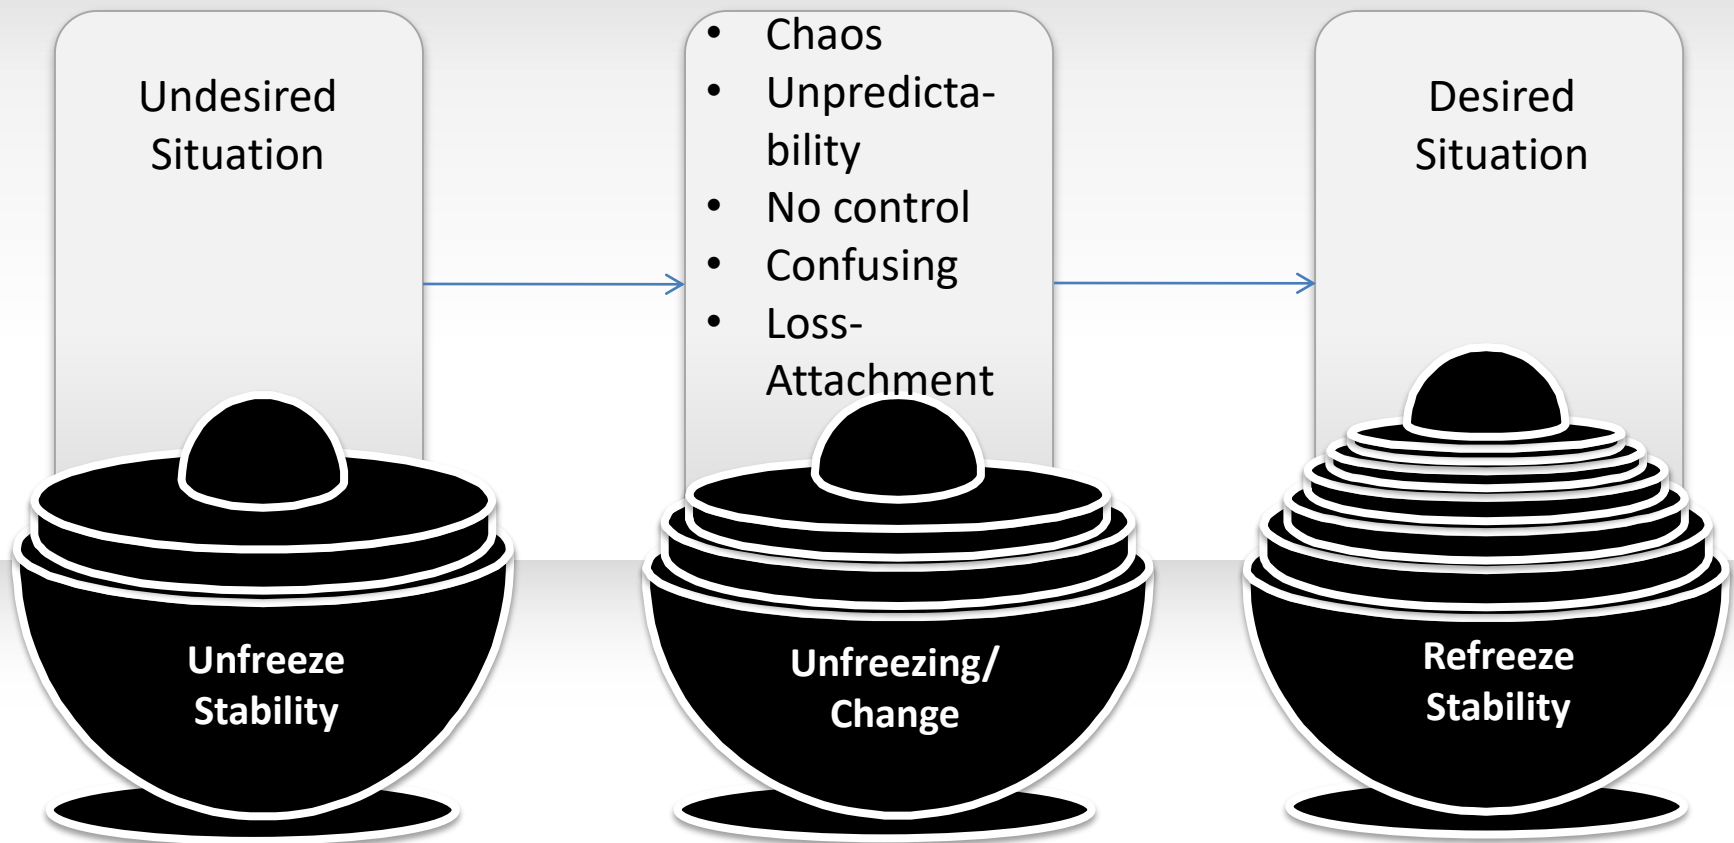 Undesired
Situation
• Chaos
• Unpredicta-
bility
• No control
• Confusing
• Loss-
Attachment
Desired
Situation
Unfreeze
Stability
Unfreezing/
Change
Refreeze
Stability